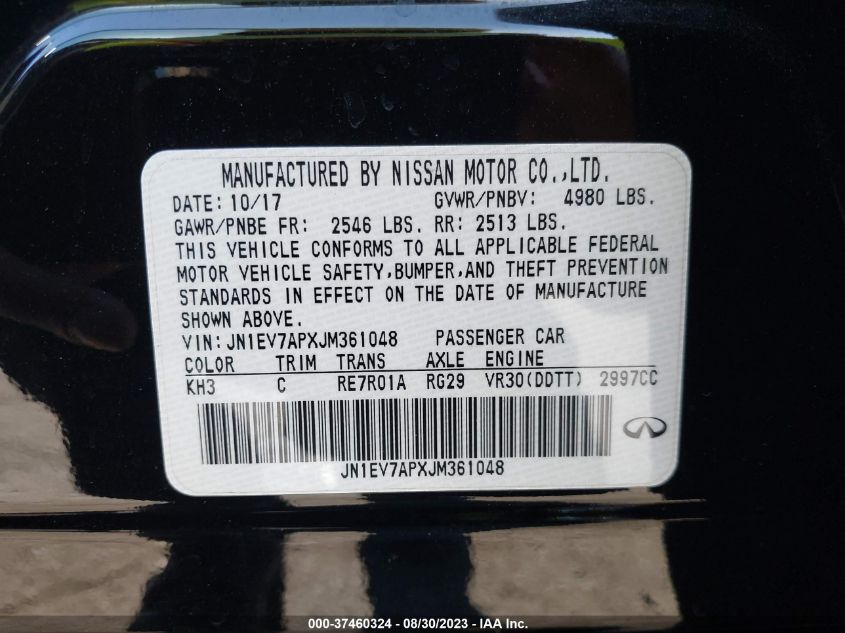 MANUFACTURED BY NISSAN MOTOR CO.,LTD.
DATE: 10/17 GVWR/PNBV: 4980 LBS.
GAWR/PNBE FR: 2546 LBS. RR: 2513 LBS.
THIS VEHICLE CONFORMS TO ALL APPLICABLE FEDERAL
MOTOR VEHICLE SAFETY,BUMPER,AND THEFT PREVENTION
STANDARDS IN EFFECT ON THE DATE OF MANUFACTURE
SHOWN ABOVE.
VIN: JN1EV7APXJM361048 PASSENGER CAR
COLOR TRIM TRANS AXLE ENGINE
KH3 C RE7R01A RG29 VR30(DDTT) 2997CC
JN1EV7APXJM361048
000-37460324 - 08/30/2023 - IAA Inc.